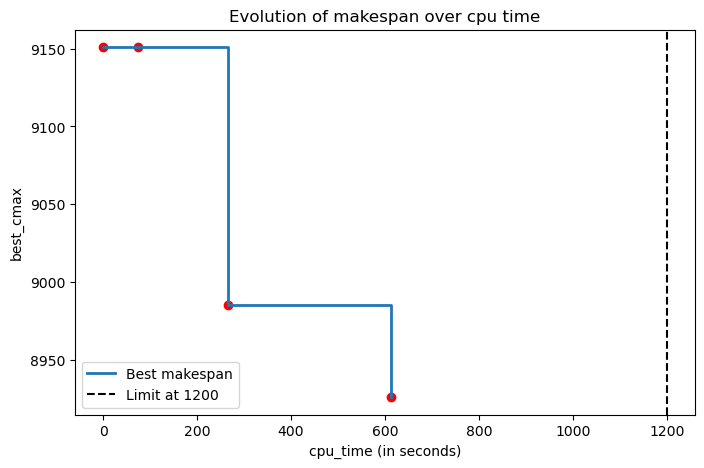 Evolution of makespan over cpu time
best_cmax
9150
9100
9050
9000
8950
Best makespan
Limit at 1200
0 200 400 600 800 1000 1200
cpu_time (in seconds)